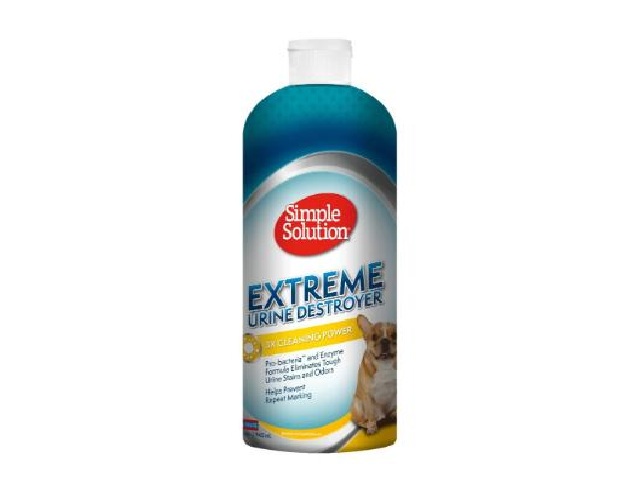 Simple
Solution
EXTREME
URINE DESTROYER
3X CLEANING POWER
Pro-bacteria™ and Enzyme
Formula Eliminates Tough
Urine Stains and Odors
Helps Prevent
Repeat Marking